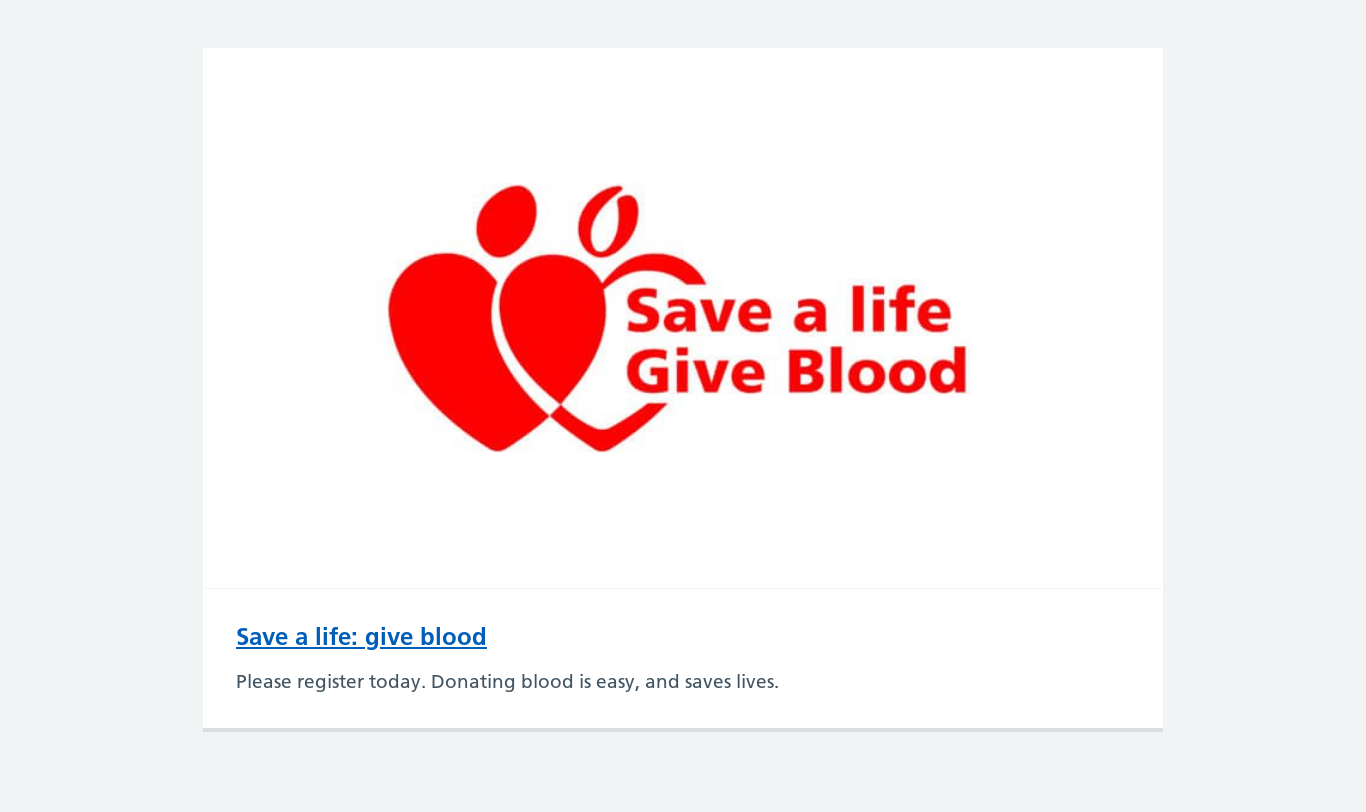 Save a life
Give Blood
Save a life: give blood
Please register today. Donating blood is easy, and saves lives.